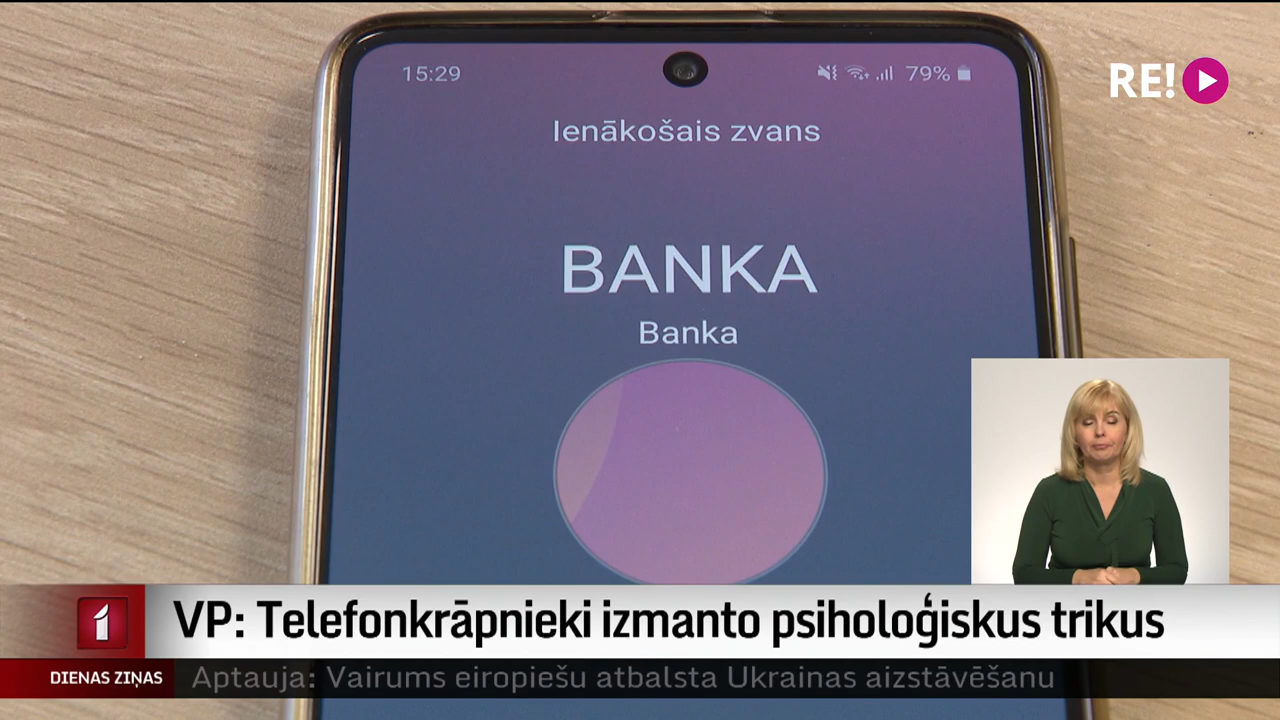 15:29
79%
RE!
Ienākošais zvans
BANKA
Banka
1
VP: Telefonkrāpnieki izmanto psiholoģiskus trikus
DIENAS ZIŅAS
Aptauja: Vairums eiropiešu atbalsta Ukrainas aizstāvēšanu